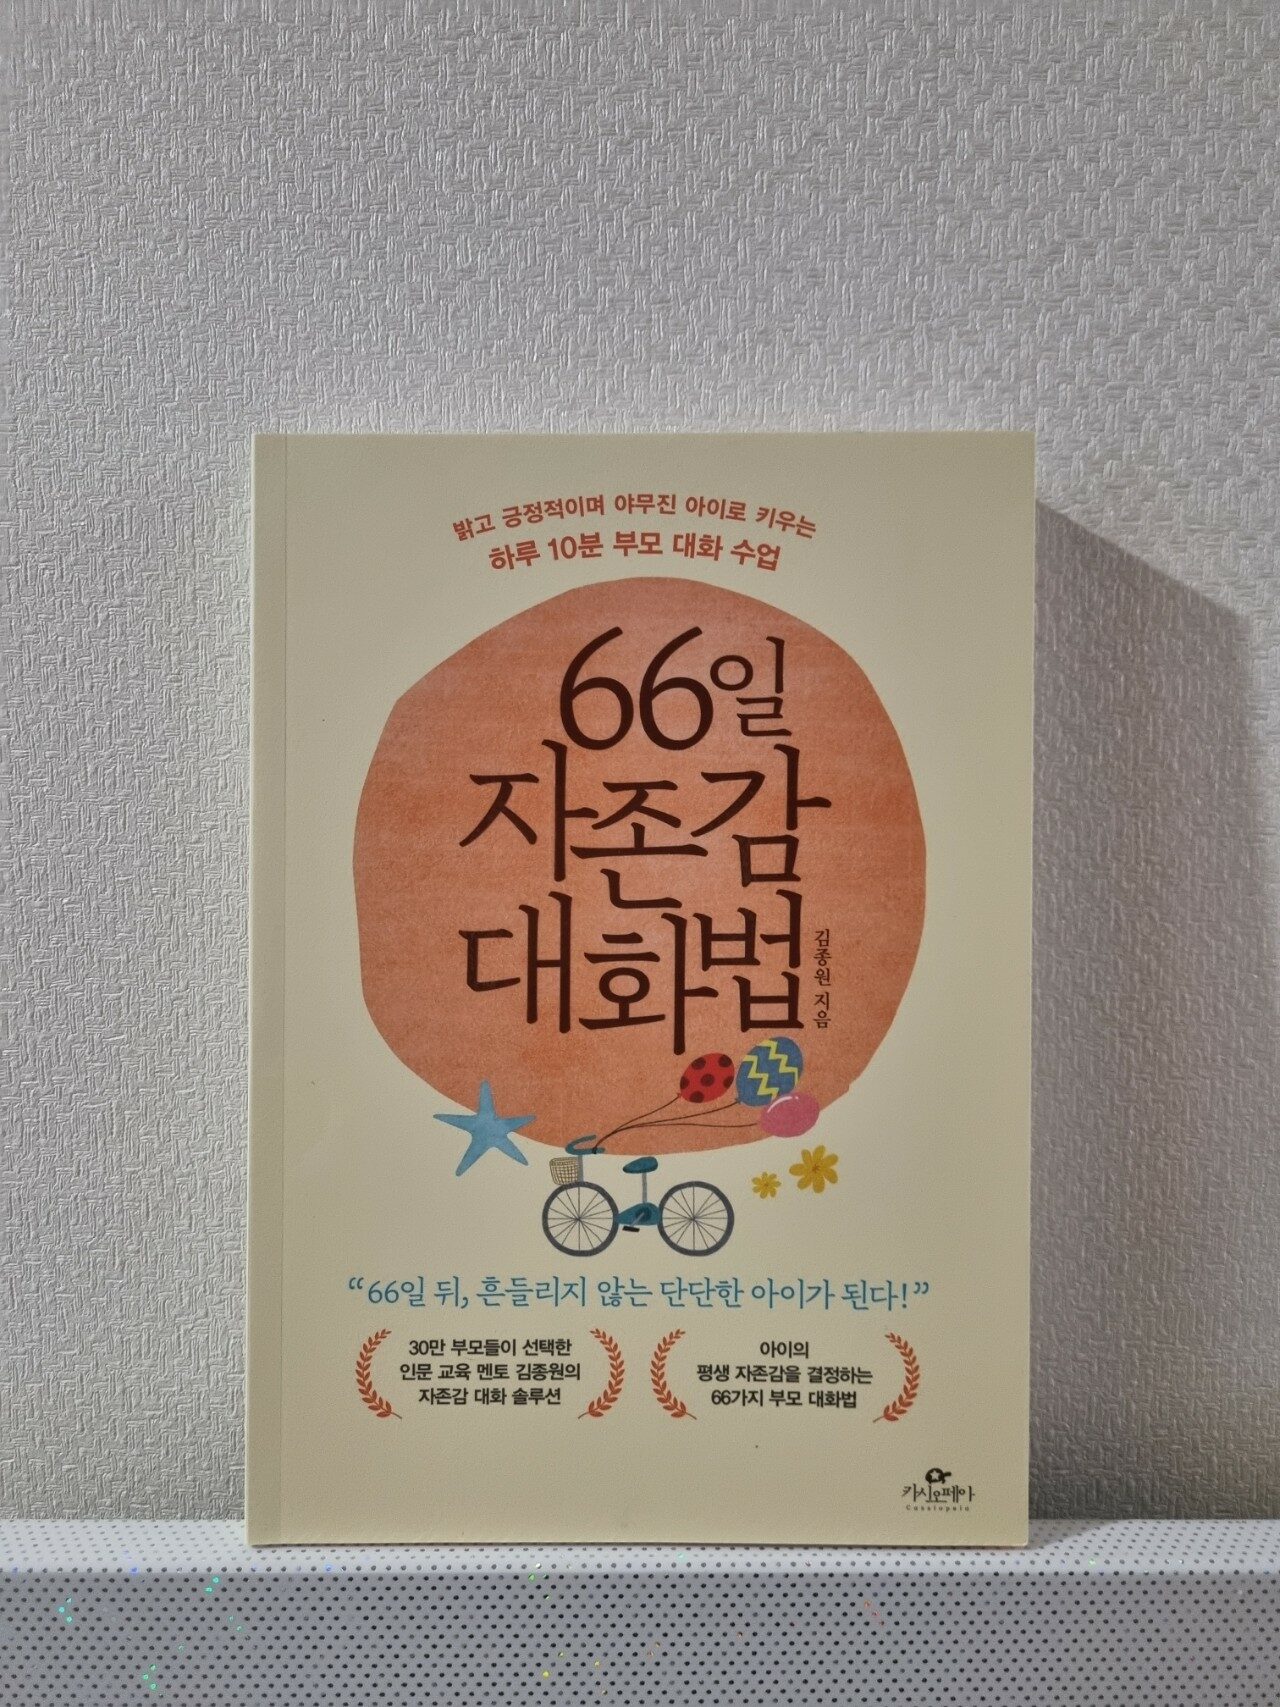 밝고 긍정적이며 야무진 아이로 키우는
하루 10분 부모 대화 수업
66일
자존감
대화법
김종원 지음
“66일 뒤, 흔들리지 않는 단단한 아이가 된다!”
30만 부모들이 선택한
인문 교육 멘토 김종원의
자존감 대화 솔루션
아이의
평생 자존감을 결정하는
66가지 부모 대화법
카시오페아
Cassiopeia